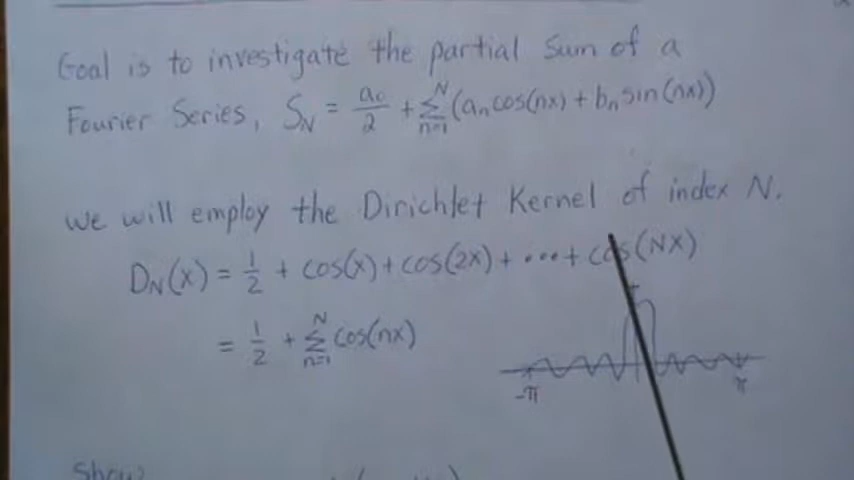 Goal is to investigate the partial sum of a
Fourier Series, S_N = a_0/2 + Σ_{n=1}^{N} (a_n cos(nx) + b_n sin(nx))
we will employ the Dirichlet Kernel of index N.
D_N(x) = 1/2 + cos(x) + cos(2x) + ··· + cos(Nx)
= 1/2 + Σ_{n=1}^{N} cos(nx)
-π π
Show